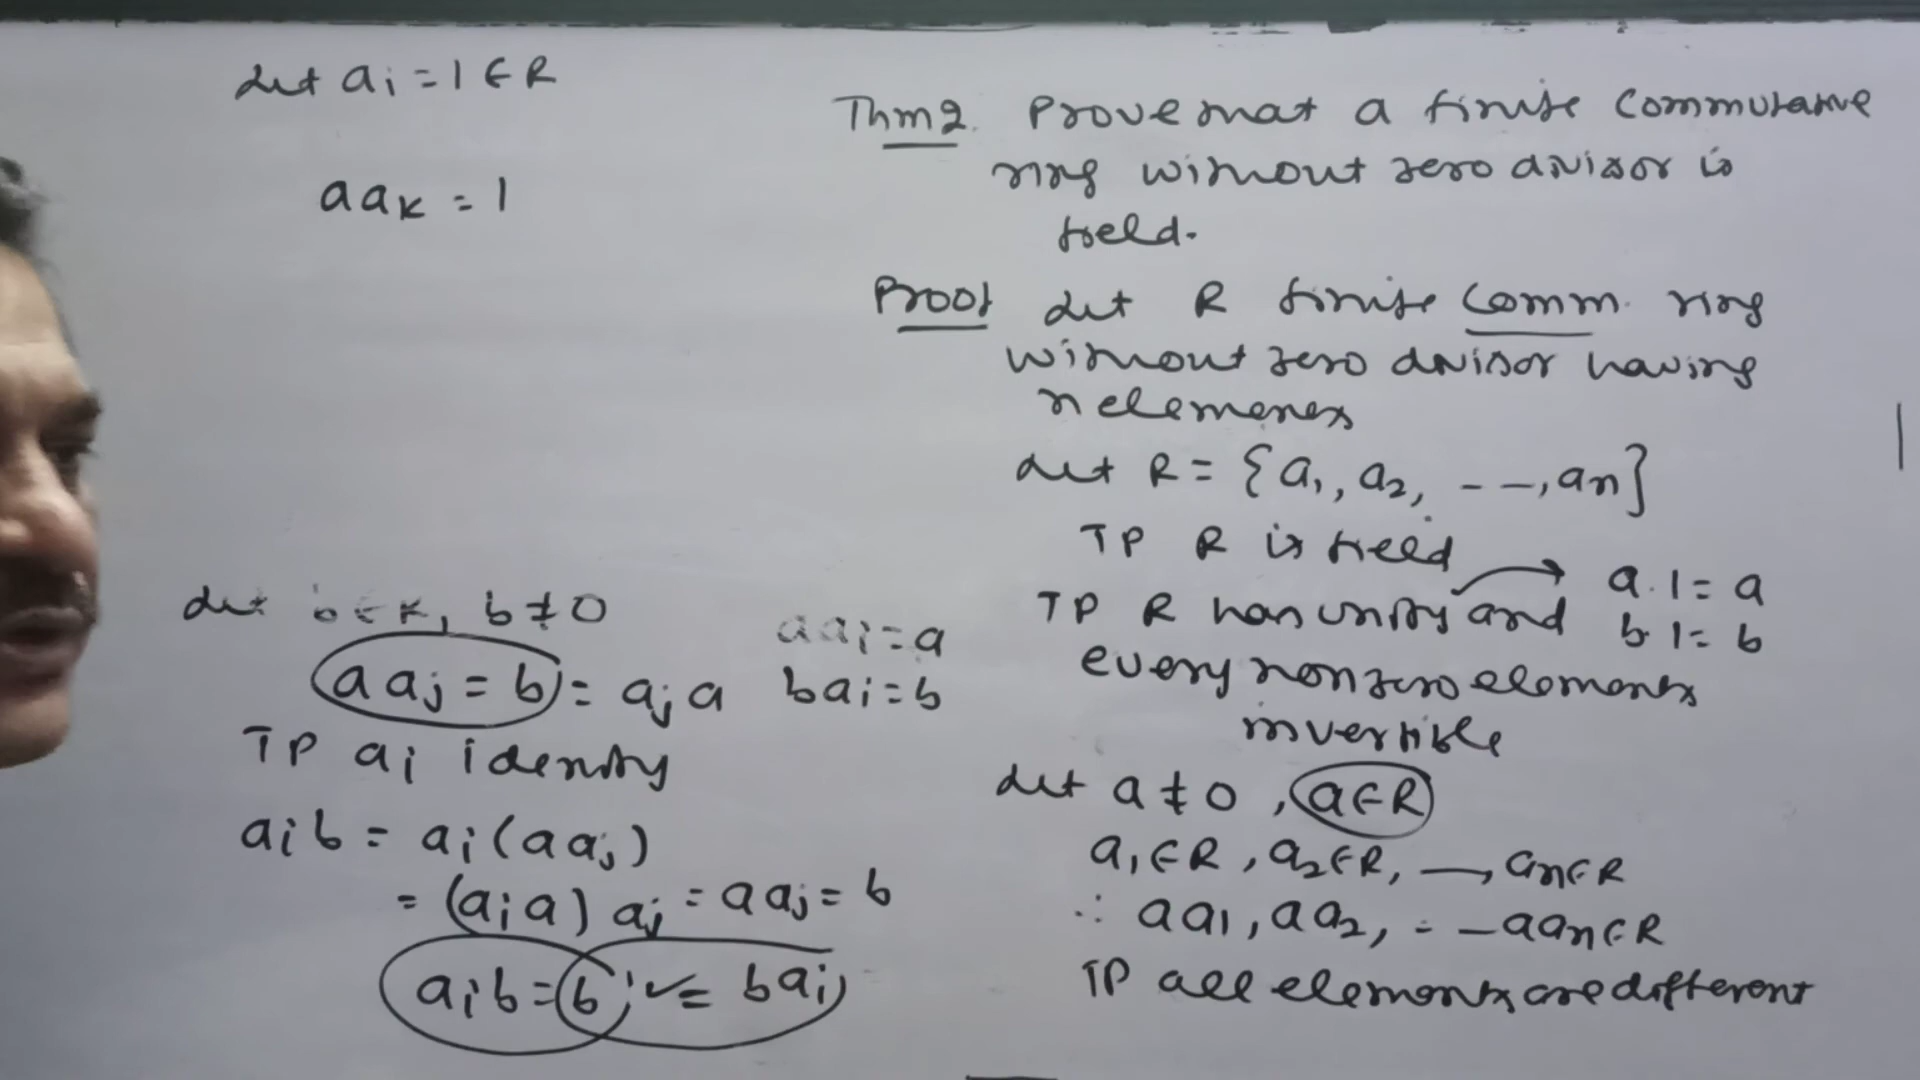 Thm2. Prove that a finite commutative
ring without zero divisor is
field.
Proof Let R finite Comm. ring
without zero divisor having
n elements
Let R = {a₁, a₂, - - -, an}
TP R is field
TP R has unity and
a.1 = a
b.1 = b
every non zero elements
invertible
Let a ≠ 0, a∈R
a₁∈R, a₂∈R, —, an∈R
∴ aa₁, aa₂, - - aan∈R
TP all elements are different
Let b∈R, b≠0
aaj = b = aja
aai = a
bai = b
TP ai identity
aib = ai(aaj)
= (aia) aj = aaj = b
aib = b = bai
Let ai = 1 ∈ R
aak = 1